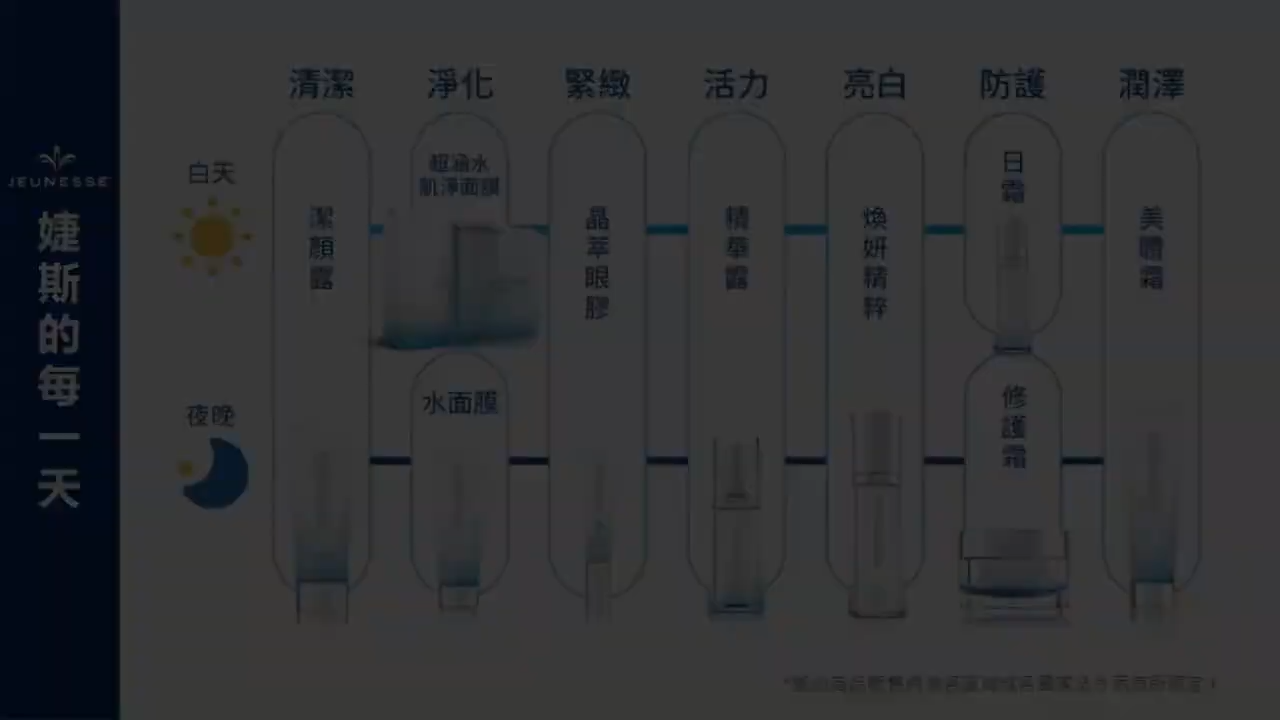 JEUNESSE
婕斯的每一天
清潔
淨化
緊緻
活力
亮白
防護
潤澤
白天
夜晚
潔顏露
超涵水
肌淨面膜
水面膜
晶萃眼膠
精華露
煥妍精粹
日霜
修護霜
美體霜